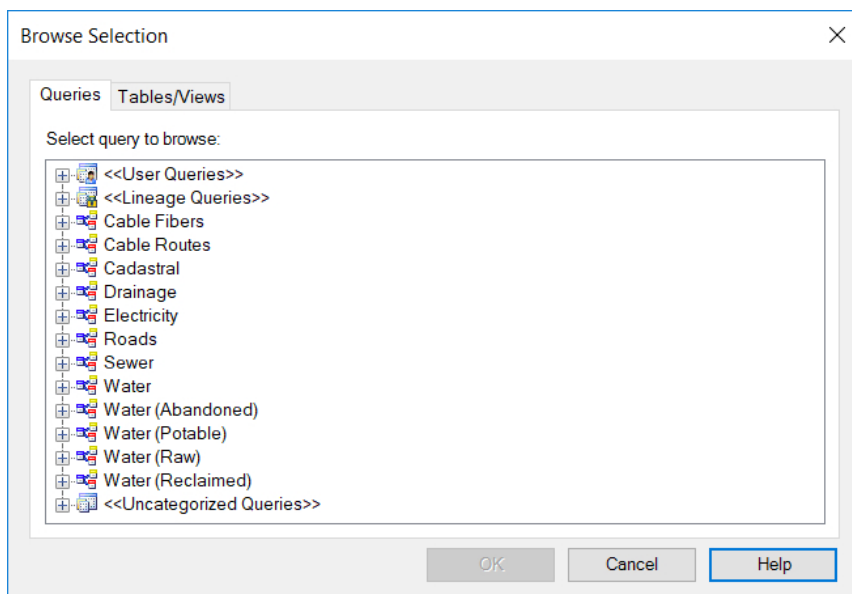 Browse Selection
Queries Tables/Views
Select query to browse:
<<User Queries>>
<<Lineage Queries>>
Cable Fibers
Cable Routes
Cadastral
Drainage
Electricity
Roads
Sewer
Water
Water (Abandoned)
Water (Potable)
Water (Raw)
Water (Reclaimed)
<<Uncategorized Queries>>
OK Cancel Help